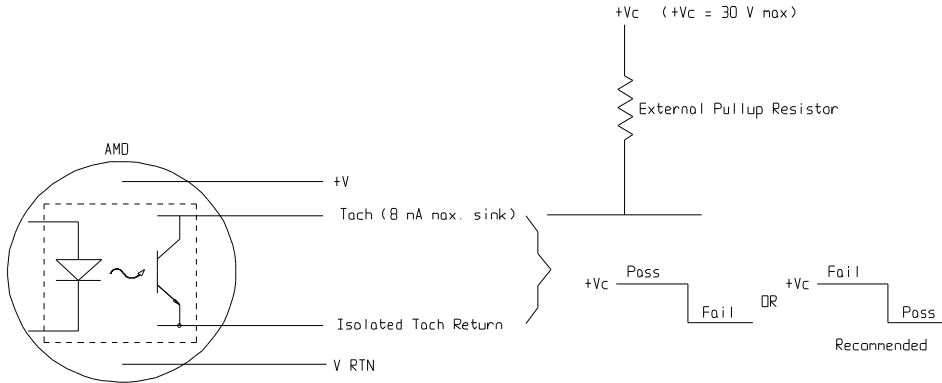 +Vc (+Vc = 30 V max)
External Pullup Resistor
AMD
+V
Tach (8 mA max. sink)
+Vc Pass
Fail
OR
+Vc Fail
Pass
Recommended
Isolated Tach Return
V RTN